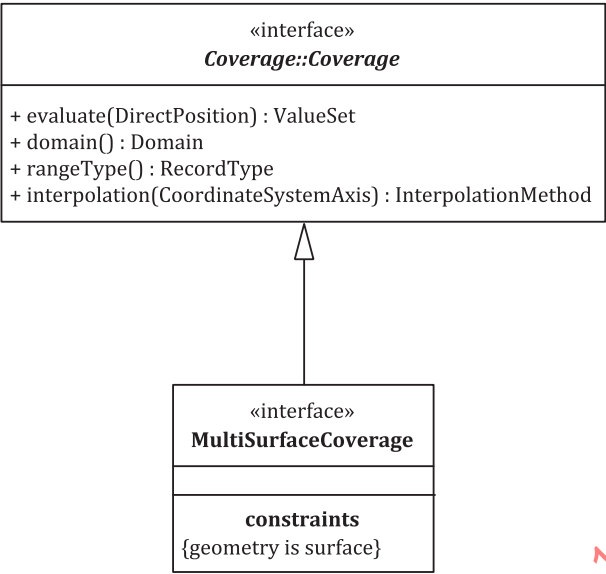 «interface»
Coverage::Coverage
+ evaluate(DirectPosition) : ValueSet
+ domain() : Domain
+ rangeType() : RecordType
+ interpolation(CoordinateSystemAxis) : InterpolationMethod
«interface»
MultiSurfaceCoverage
constraints
{geometry is surface}